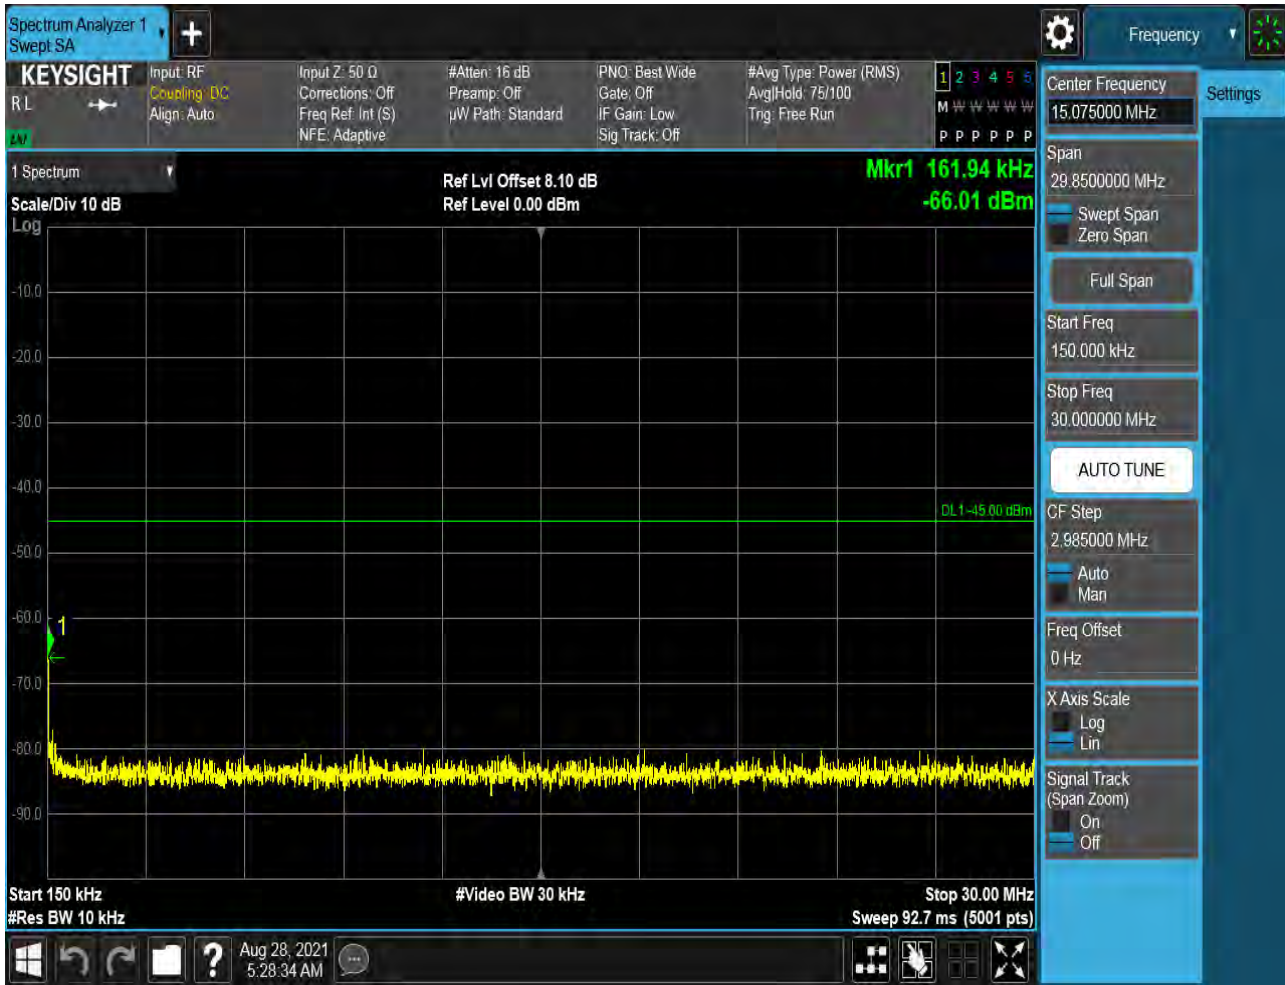 Spectrum Analyzer 1
Swept SA
Frequency
KEYSIGHT
R L
LNI
Input: RF
Coupling: DC
Align: Auto
Input Z: 50 Ω
Corrections: Off
Freq Ref: Int (S)
NFE: Adaptive
#Atten: 16 dB
Preamp: Off
µW Path: Standard
PNO: Best Wide
Gate: Off
IF Gain: Low
Sig Track: Off
#Avg Type: Power (RMS)
Avg|Hold: 75/100
Trig: Free Run
1 2 3 4 5 6
M W W W W W
P P P P P P
1 Spectrum
Scale/Div 10 dB
Log
Ref Lvl Offset 8.10 dB
Ref Level 0.00 dBm
Mkr1 161.94 kHz
-66.01 dBm
-10.0
-20.0
-30.0
-40.0
DL1 -45.00 dBm
-50.0
-60.0
1
-70.0
-80.0
-90.0
Start 150 kHz
#Video BW 30 kHz
Stop 30.00 MHz
#Res BW 10 kHz
Sweep 92.7 ms (5001 pts)
Center Frequency
15.075000 MHz
Settings
Span
29.8500000 MHz
Swept Span
Zero Span
Full Span
Start Freq
150.000 kHz
Stop Freq
30.000000 MHz
AUTO TUNE
CF Step
2.985000 MHz
Auto
Man
Freq Offset
0 Hz
X Axis Scale
Log
Lin
Signal Track
(Span Zoom)
On
Off
?
Aug 28, 2021
5:28:34 AM